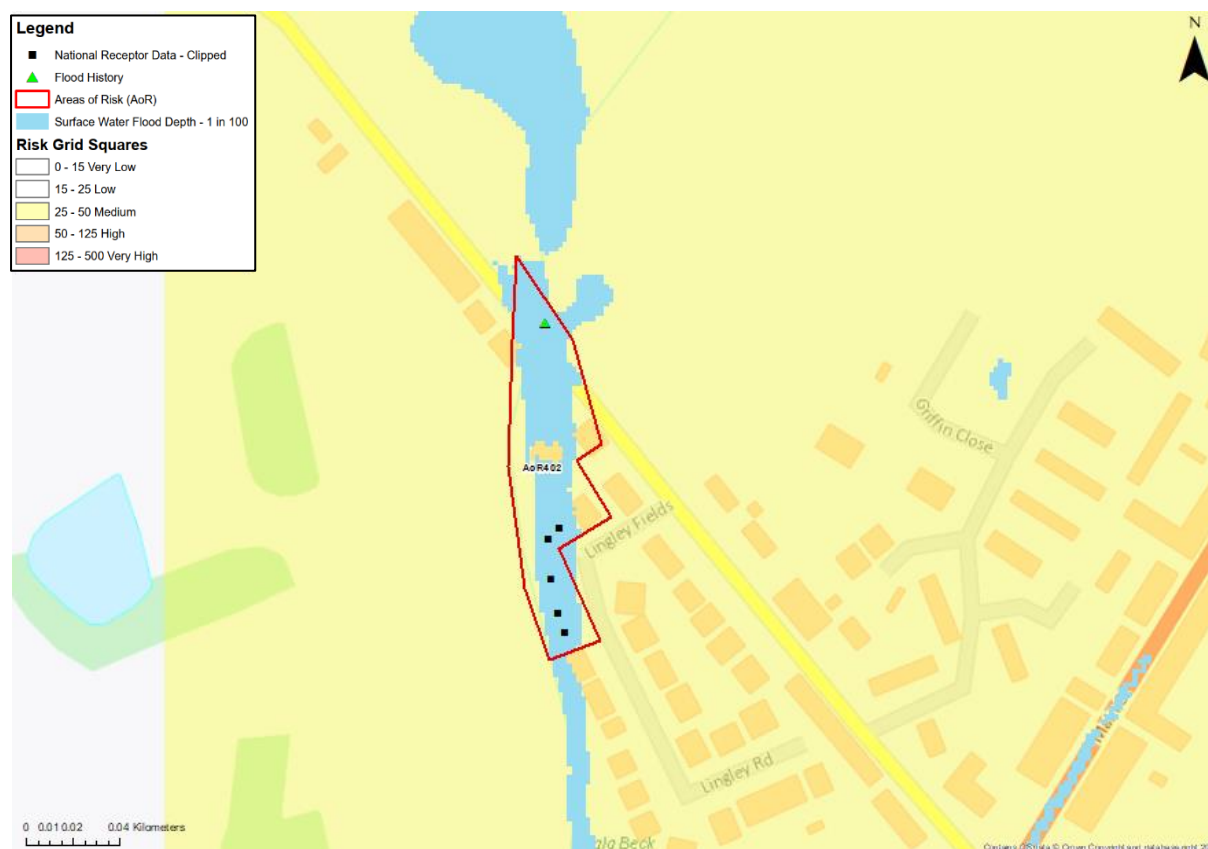 Legend
National Receptor Data - Clipped
Flood History
Areas of Risk (AoR)
Surface Water Flood Depth - 1 in 100
Risk Grid Squares
0 - 15 Very Low
15 - 25 Low
25 - 50 Medium
50 - 125 High
125 - 500 Very High
N
Griffin Close
AoR402
Lingley Fields
Lingley Rd
Beck
0 0.010.02 0.04 Kilometers